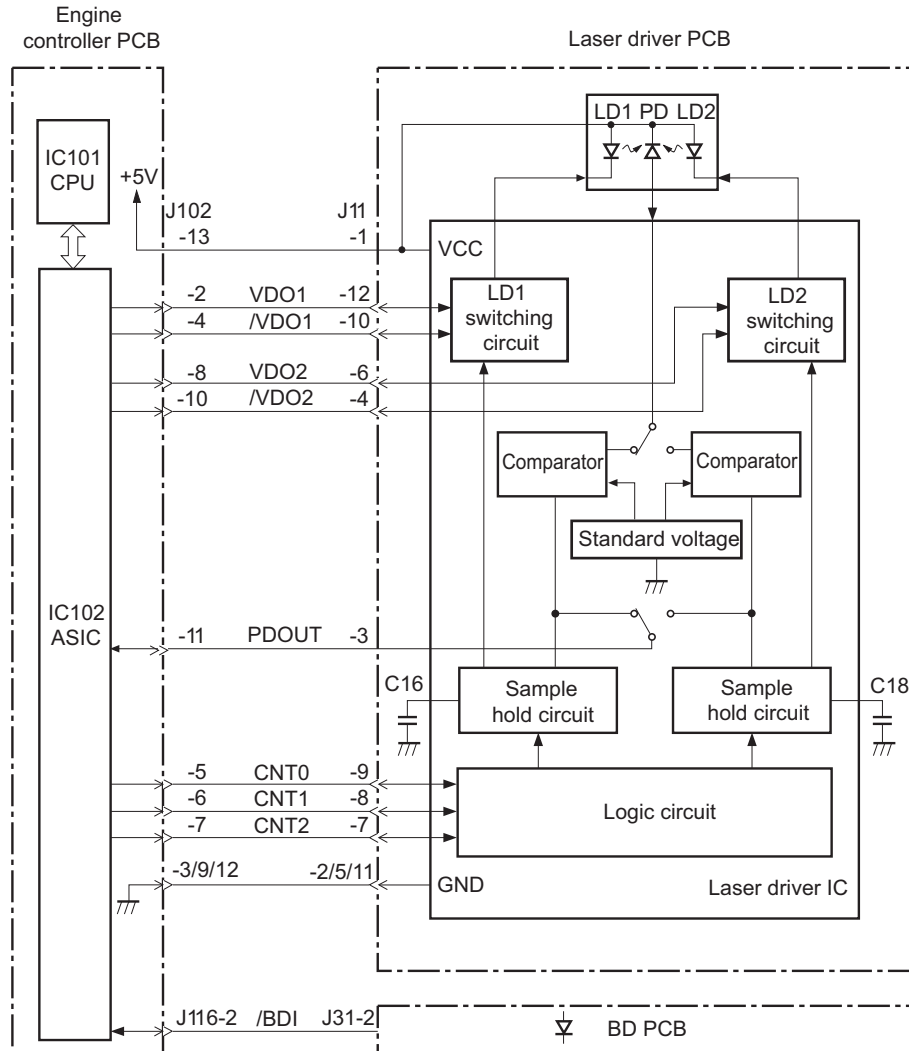 Engine
controller PCB
Laser driver PCB
LD1 PD LD2
IC101
CPU
+5V
J102
J11
-13
-1
VCC
-2 VDO1 -12
-4 /VDO1 -10
LD1
switching
circuit
LD2
switching
circuit
-8 VDO2 -6
-10 /VDO2 -4
Comparator
Comparator
Standard voltage
IC102
ASIC
-11 PDOUT -3
C16
Sample
hold circuit
Sample
hold circuit
C18
-5 CNT0 -9
-6 CNT1 -8
-7 CNT2 -7
Logic circuit
-3/9/12 -2/5/11
GND
Laser driver IC
J116-2 /BDI J31-2
BD PCB